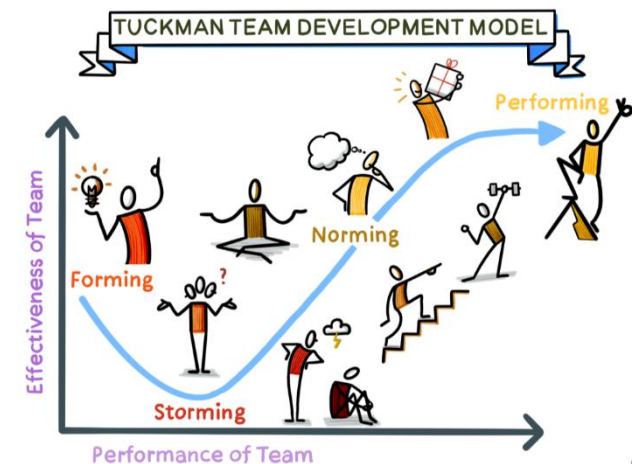 TUCKMAN TEAM DEVELOPMENT MODEL
Performing
Norming
Forming
?
Storming
Effectiveness of Team
Performance of Team